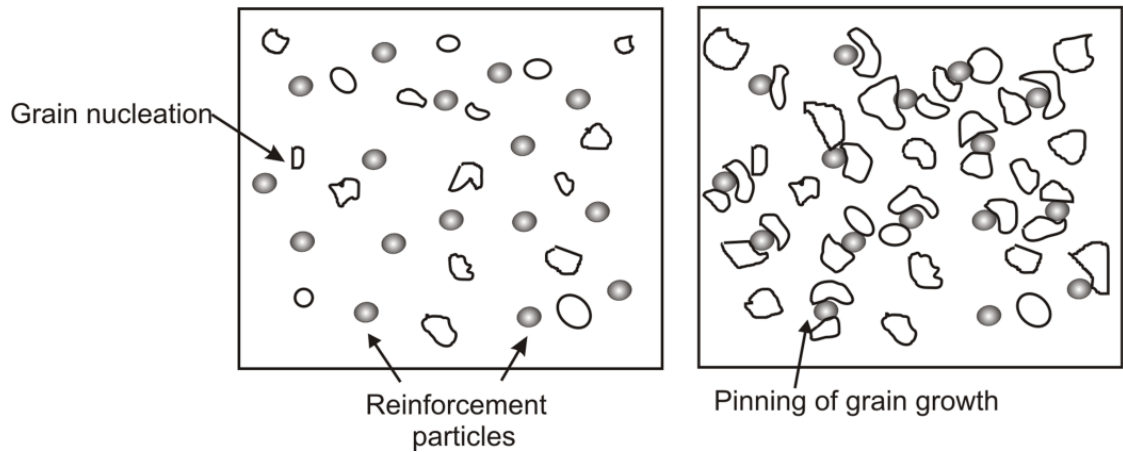 Grain nucleation
Reinforcement
particles
Pinning of grain growth